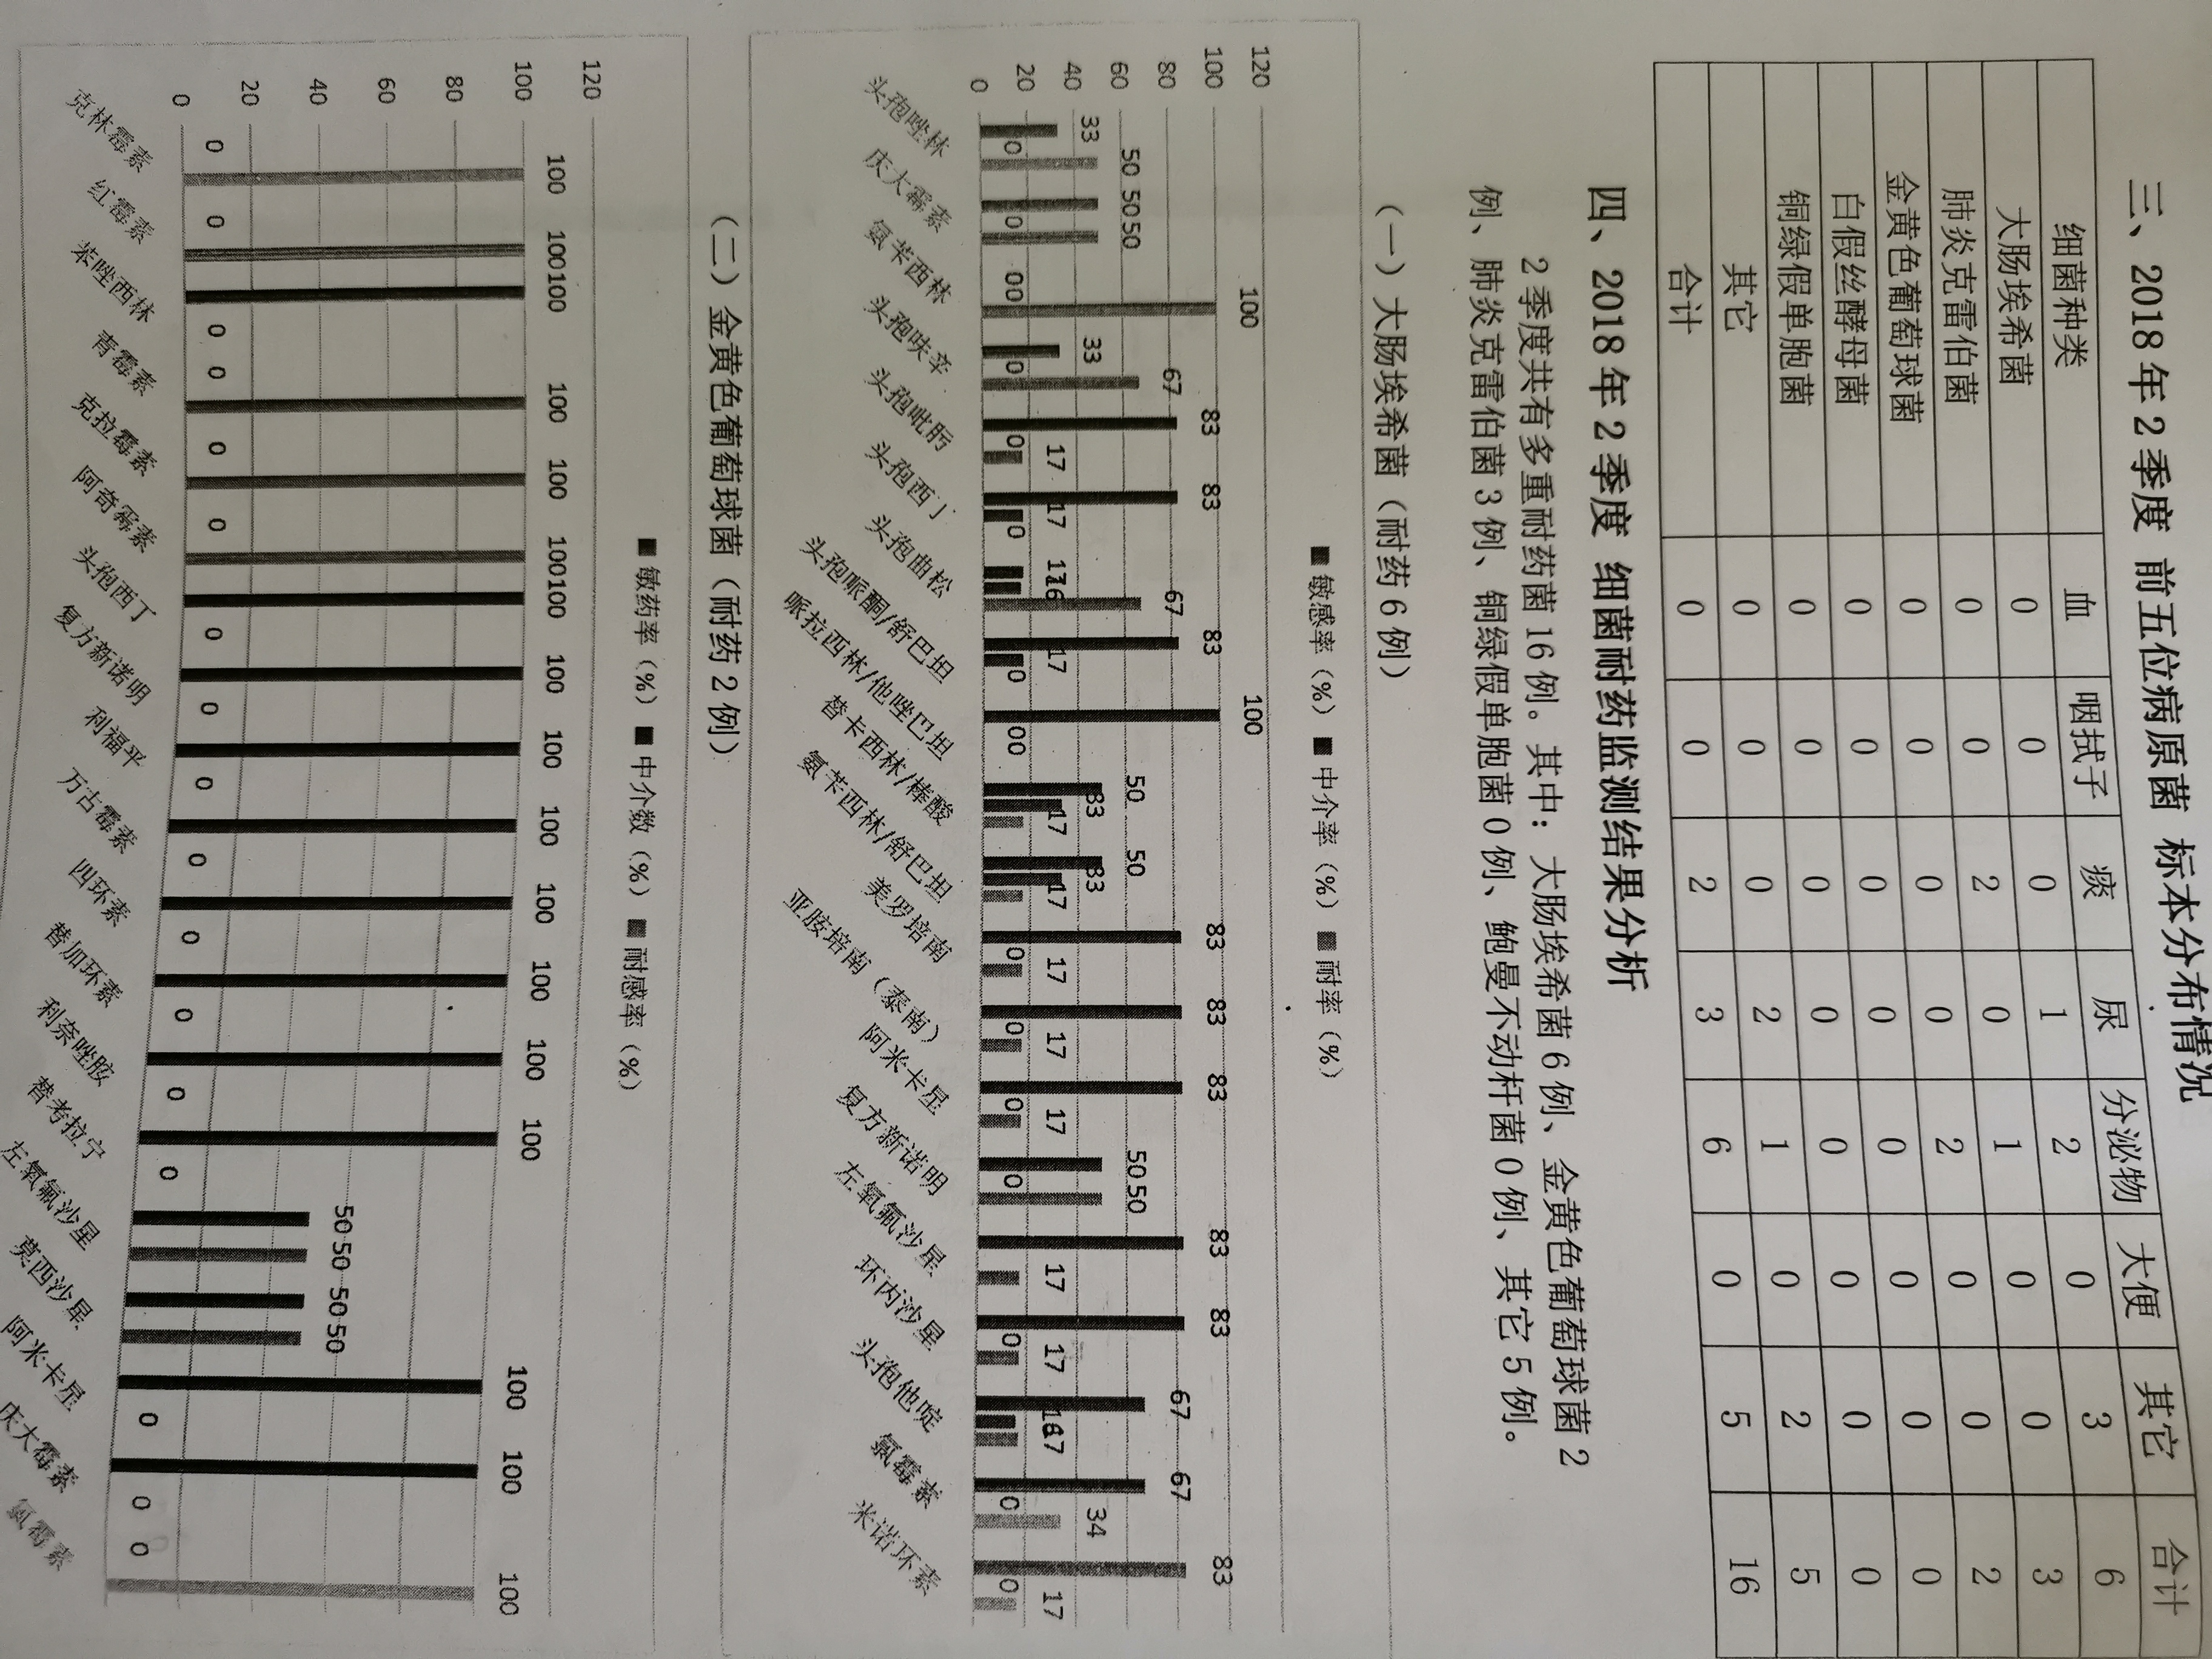 三、2018 年 2 季度 前五位病原菌 标本分布情况
细菌种类 血 咽拭子 痰 尿 分泌物 大便 其它 合计
大肠埃希菌 0 0 0 1 2 0 3 6
肺炎克雷伯菌 0 0 2 0 1 0 0 3
金黄色葡萄球菌 0 0 0 0 2 0 0 2
白假丝酵母菌 0 0 0 0 0 0 0 0
铜绿假单胞菌 0 0 0 0 0 0 0 0
其它 0 0 0 2 1 0 2 5
合计 0 0 2 3 6 0 5 16
四、2018 年 2 季度 细菌耐药监测结果分析
2 季度共有多重耐药菌 16 例。其中：大肠埃希菌 6 例、金黄色葡萄球菌 2
例、肺炎克雷伯菌 3 例、铜绿假单胞菌 0 例、鲍曼不动杆菌 0 例、其它 5 例。
（一）大肠埃希菌（耐药 6 例）
■ 敏感率（%） ■ 中介率（%） ■ 耐率（%）
120
100
80
60
40
20
0
33 0 50
50 0 50
0 0 100
33 0 67
83 0 17
83 17 0
17 16 67
83 17 0
100 0 0
50 33 17
50 33 17
83 0 17
83 0 17
83 0 17
50 0 50
83 17
83 0 17
67 16 17
67 0 34
83 0 17
头孢唑林
庆大霉素
氨苄西林
头孢呋辛
头孢吡肟
头孢西丁
头孢曲松
头孢哌酮/舒巴坦
哌拉西林/他唑巴坦
替卡西林/棒酸
氨苄西林/舒巴坦
美罗培南
亚胺培南（泰南）
阿米卡星
复方新诺明
左氧氟沙星
环丙沙星
头孢他啶
氯霉素
米诺环素
（二）金黄色葡萄球菌（耐药 2 例）
■ 敏药率（%） ■ 中介数（%） ■ 耐感率（%）
120
100
80
60
40
20
0
0 100
0 100
100 0
0 100
0 100
0 100
100 0
100 0
100 0
100 0
100 0
100 0
100 0
100 0
50 50
50 50
100 0
100 0
0 100
克林霉素
红霉素
苯唑西林
青霉素
克拉霉素
阿奇霉素
头孢西丁
复方新诺明
利福平
万古霉素
四环素
替加环素
利奈唑胺
替考拉宁
左氧氟沙星
莫西沙星
阿米卡星
庆大霉素
氯霉素